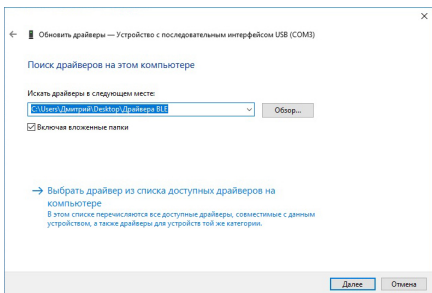 Обновить драйверы — Устройство с последовательным интерфейсом USB (COM3)
Поиск драйверов на этом компьютере
Искать драйверы в следующем месте:
C:\Users\Дмитрий\Desktop\Драйвера BLE
Обзор...
Включая вложенные папки
Выбрать драйвер из списка доступных драйверов на
компьютере
В этом списке перечисляются все доступные драйверы, совместимые с данным
устройством, а также драйверы для устройств той же категории.
Далее
Отмена